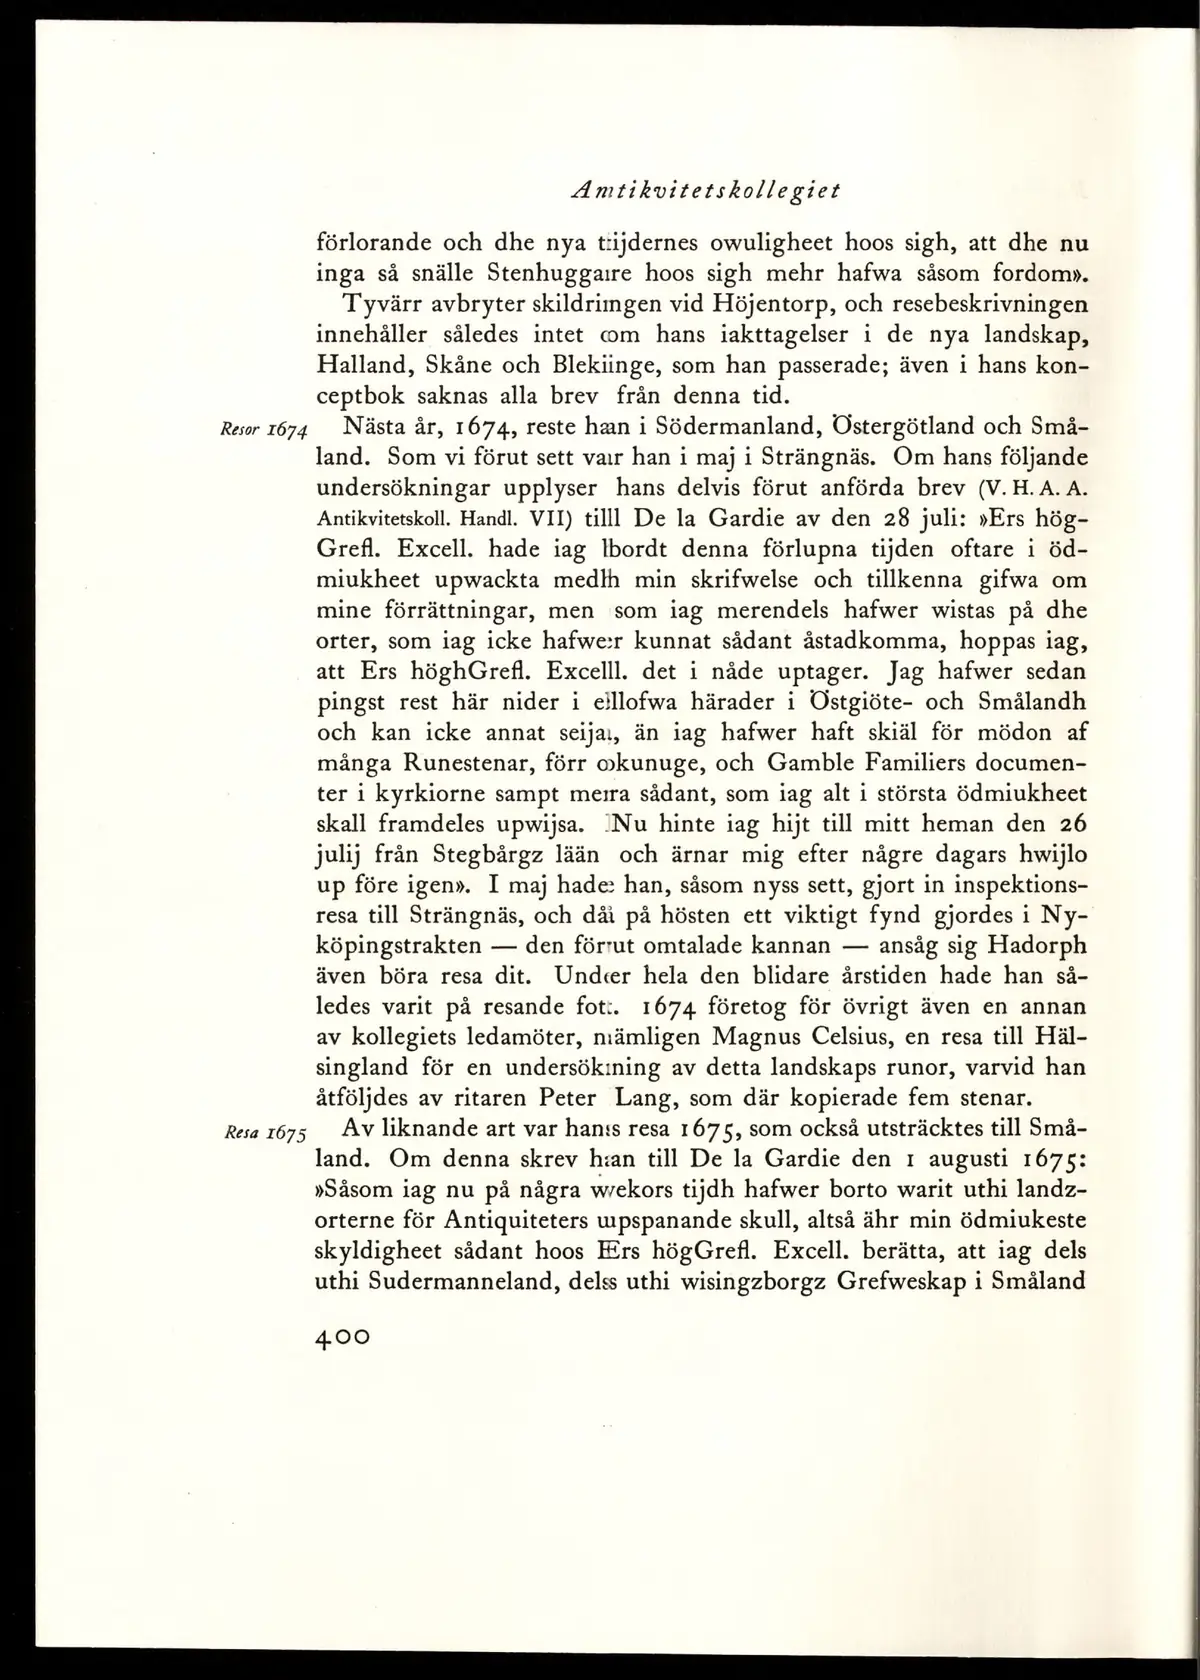 Antikvitetskollegiet
förlorande och dhe nya tijdernes owuligheet hoos sigh, att dhe nu
inga så snälle Stenhuggare hoos sigh mehr hafwa såsom fordom».
Tyvärr avbryter skildringen vid Höjentorp, och resebeskrivningen
innehåller således intet om hans iakttagelser i de nya landskap,
Halland, Skåne och Blekinge, som han passerade; även i hans kon-
ceptbok saknas alla brev från denna tid.
Resor 1674 Nästa år, 1674, reste han i Södermanland, Östergötland och Små-
land. Som vi förut sett var han i maj i Strängnäs. Om hans följande
undersökningar upplyser hans delvis förut anförda brev (V. H. A. A.
Antikvitetskoll. Handl. VII) till De la Gardie av den 28 juli: »Ers hög-
Grefl. Excell. hade iag bordt denna förlupna tijden oftare i öd-
miukheet upwackta medh min skrifwelse och tillkenna gifwa om
mine förrättningar, men som iag merendels hafwer wistas på dhe
orter, som iag icke hafwer kunnat sådant åstadkomma, hoppas iag,
att Ers höghGrefl. Excell. det i nåde uptager. Jag hafwer sedan
pingst rest här nider i ellofwa härader i Östgiöte- och Smålandh
och kan icke annat seija, än iag hafwer haft skiäl för mödon af
många Runestenar, förr okunuge, och Gamble Familiers documen-
ter i kyrkiorne sampt merra sådant, som iag alt i största ödmiukheet
skall framdeles upwijsa. Nu hinte iag hijt till mitt heman den 26
julij från Stegbårgz lään och ärnar mig efter någre dagars hwijlo
up före igen». I maj hade han, såsom nyss sett, gjort in inspektions-
resa till Strängnäs, och då på hösten ett viktigt fynd gjordes i Ny-
köpingstrakten — den förrut omtalade kannan — ansåg sig Hadorph
även böra resa dit. Under hela den blidare årstiden hade han så-
ledes varit på resande fot. 1674 företog för övrigt även en annan
av kollegiets ledamöter, nämligen Magnus Celsius, en resa till Häl-
singland för en undersökning av detta landskaps runor, varvid han
åtföljdes av ritaren Peter Lang, som där kopierade fem stenar.
Resa 1675 Av liknande art var hans resa 1675, som också utsträcktes till Små-
land. Om denna skrev han till De la Gardie den 1 augusti 1675:
»Såsom iag nu på några wekors tijdh hafwer borto warit uthi landz-
orterne för Antiquiteters upspanande skull, altså ähr min ödmiukeste
skyldigheet sådant hoos Ers högGrefl. Excell. berätta, att iag dels
uthi Sudermanneland, dels uthi wisingzborgz Grefweskap i Småland
400